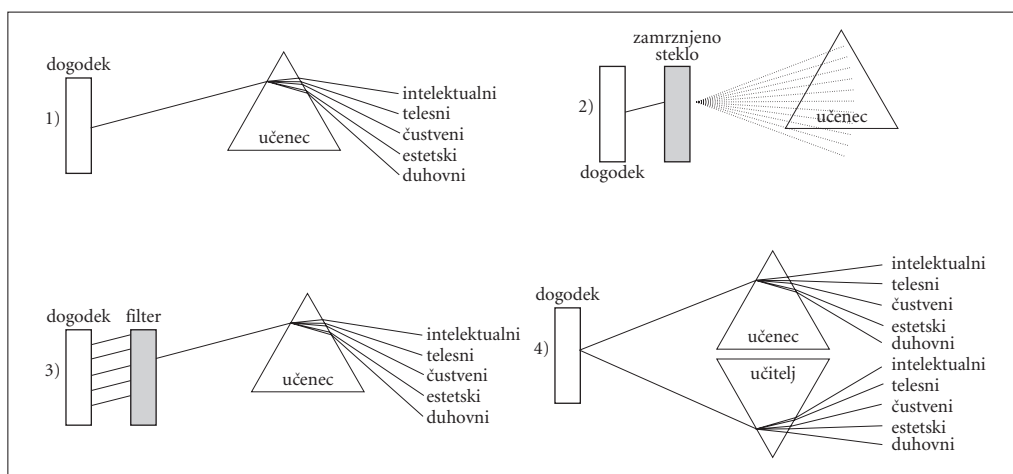 1)
dogodek
učenec
intelektualni
telesni
čustveni
estetski
duhovni
2)
dogodek
zamrznjeno
steklo
učenec
3)
dogodek
filter
učenec
intelektualni
telesni
čustveni
estetski
duhovni
4)
dogodek
učenec
intelektualni
telesni
čustveni
estetski
duhovni
učitelj
intelektualni
telesni
čustveni
estetski
duhovni